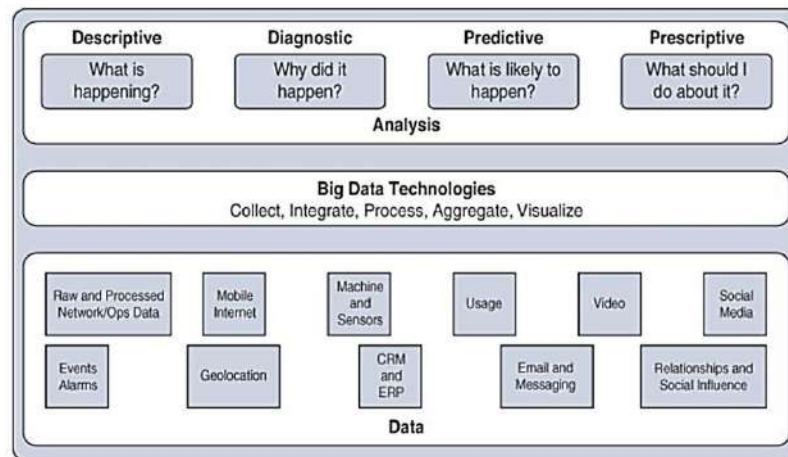 Descriptive
What is
happening?
Diagnostic
Why did it
happen?
Predictive
What is likely to
happen?
Prescriptive
What should I
do about it?
Analysis
Big Data Technologies
Collect, Integrate, Process, Aggregate, Visualize
Raw and Processed
Network/Ops Data
Mobile
Internet
Machine
and
Sensors
Usage
Video
Social
Media
Events
Alarms
Geolocation
CRM
and
ERP
Email and
Messaging
Relationships and
Social Influence
Data